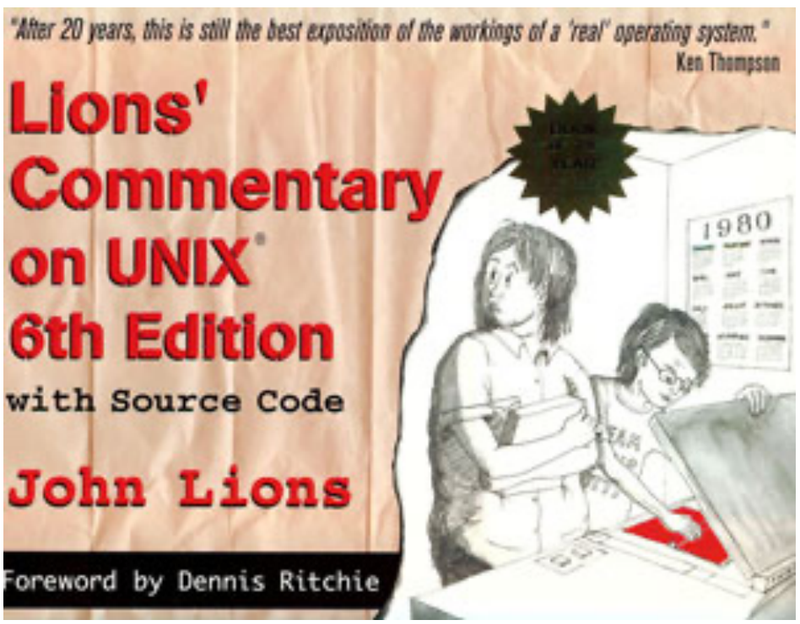 "After 20 years, this is still the best exposition of the workings of a 'real' operating system."
Ken Thompson
Lions'
Commentary
on UNIX®
6th Edition
with Source Code
John Lions
Foreword by Dennis Ritchie
1980